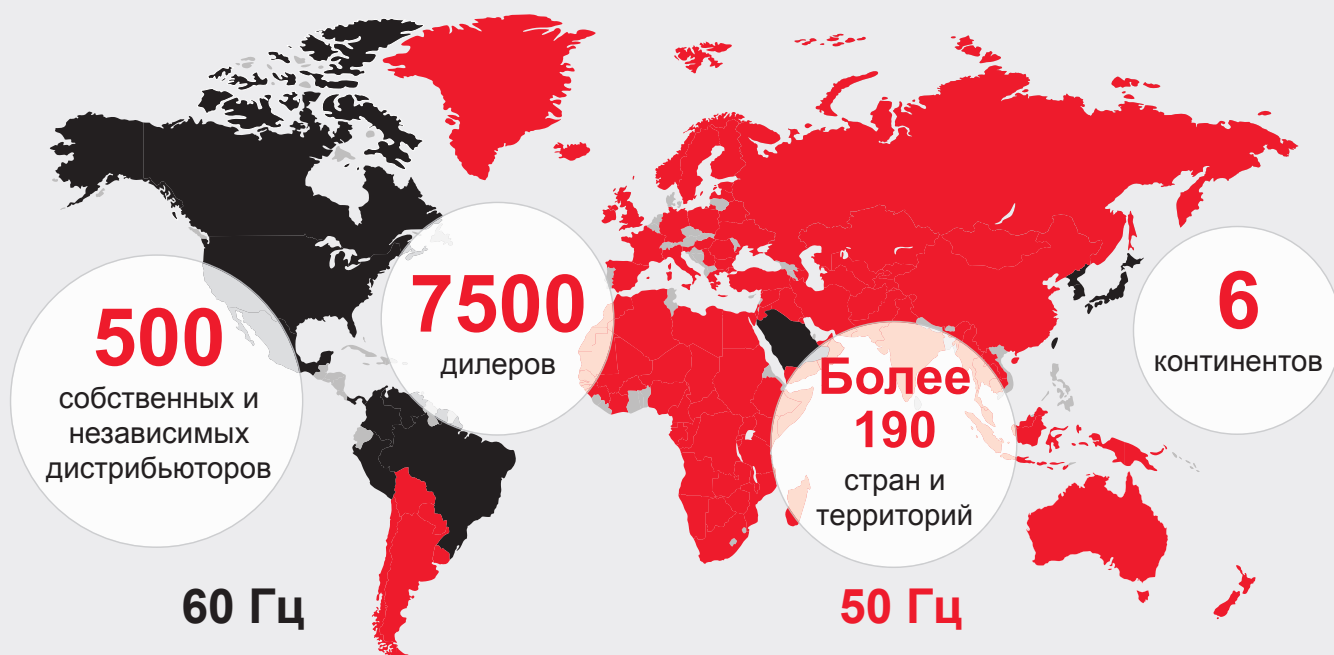 500
собственных и
независимых
дистрибьюторов
7500
дилеров
Более
190
стран и
территорий
6
континентов
60 Гц
50 Гц